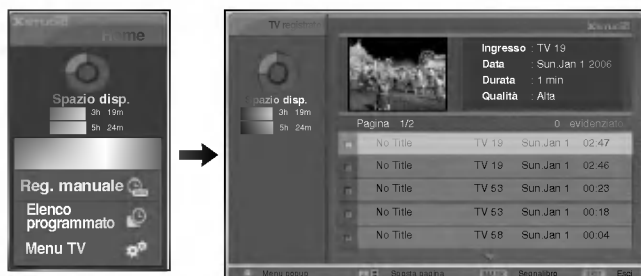 XSTUDIO
Home
Spazio disp.
3h 19m
5h 24m
Reg. manuale
Elenco
programmato
Menu TV
TV registrate
XSTUDIO
Spazio disp.
3h 19m
5h 24m
Ingresso : TV 19
Data : Sun.Jan 1 2006
Durata : 1 min
Qualità : Alta
Pagina 1/2 0 evidenziato
No Title TV 19 Sun.Jan 1 02:47
No Title TV 19 Sun.Jan 1 02:46
No Title TV 53 Sun.Jan 1 00:23
No Title TV 53 Sun.Jan 1 00:18
No Title TV 58 Sun.Jan 1 00:04
Menu popup Sposta pagina Segnalibro Esci